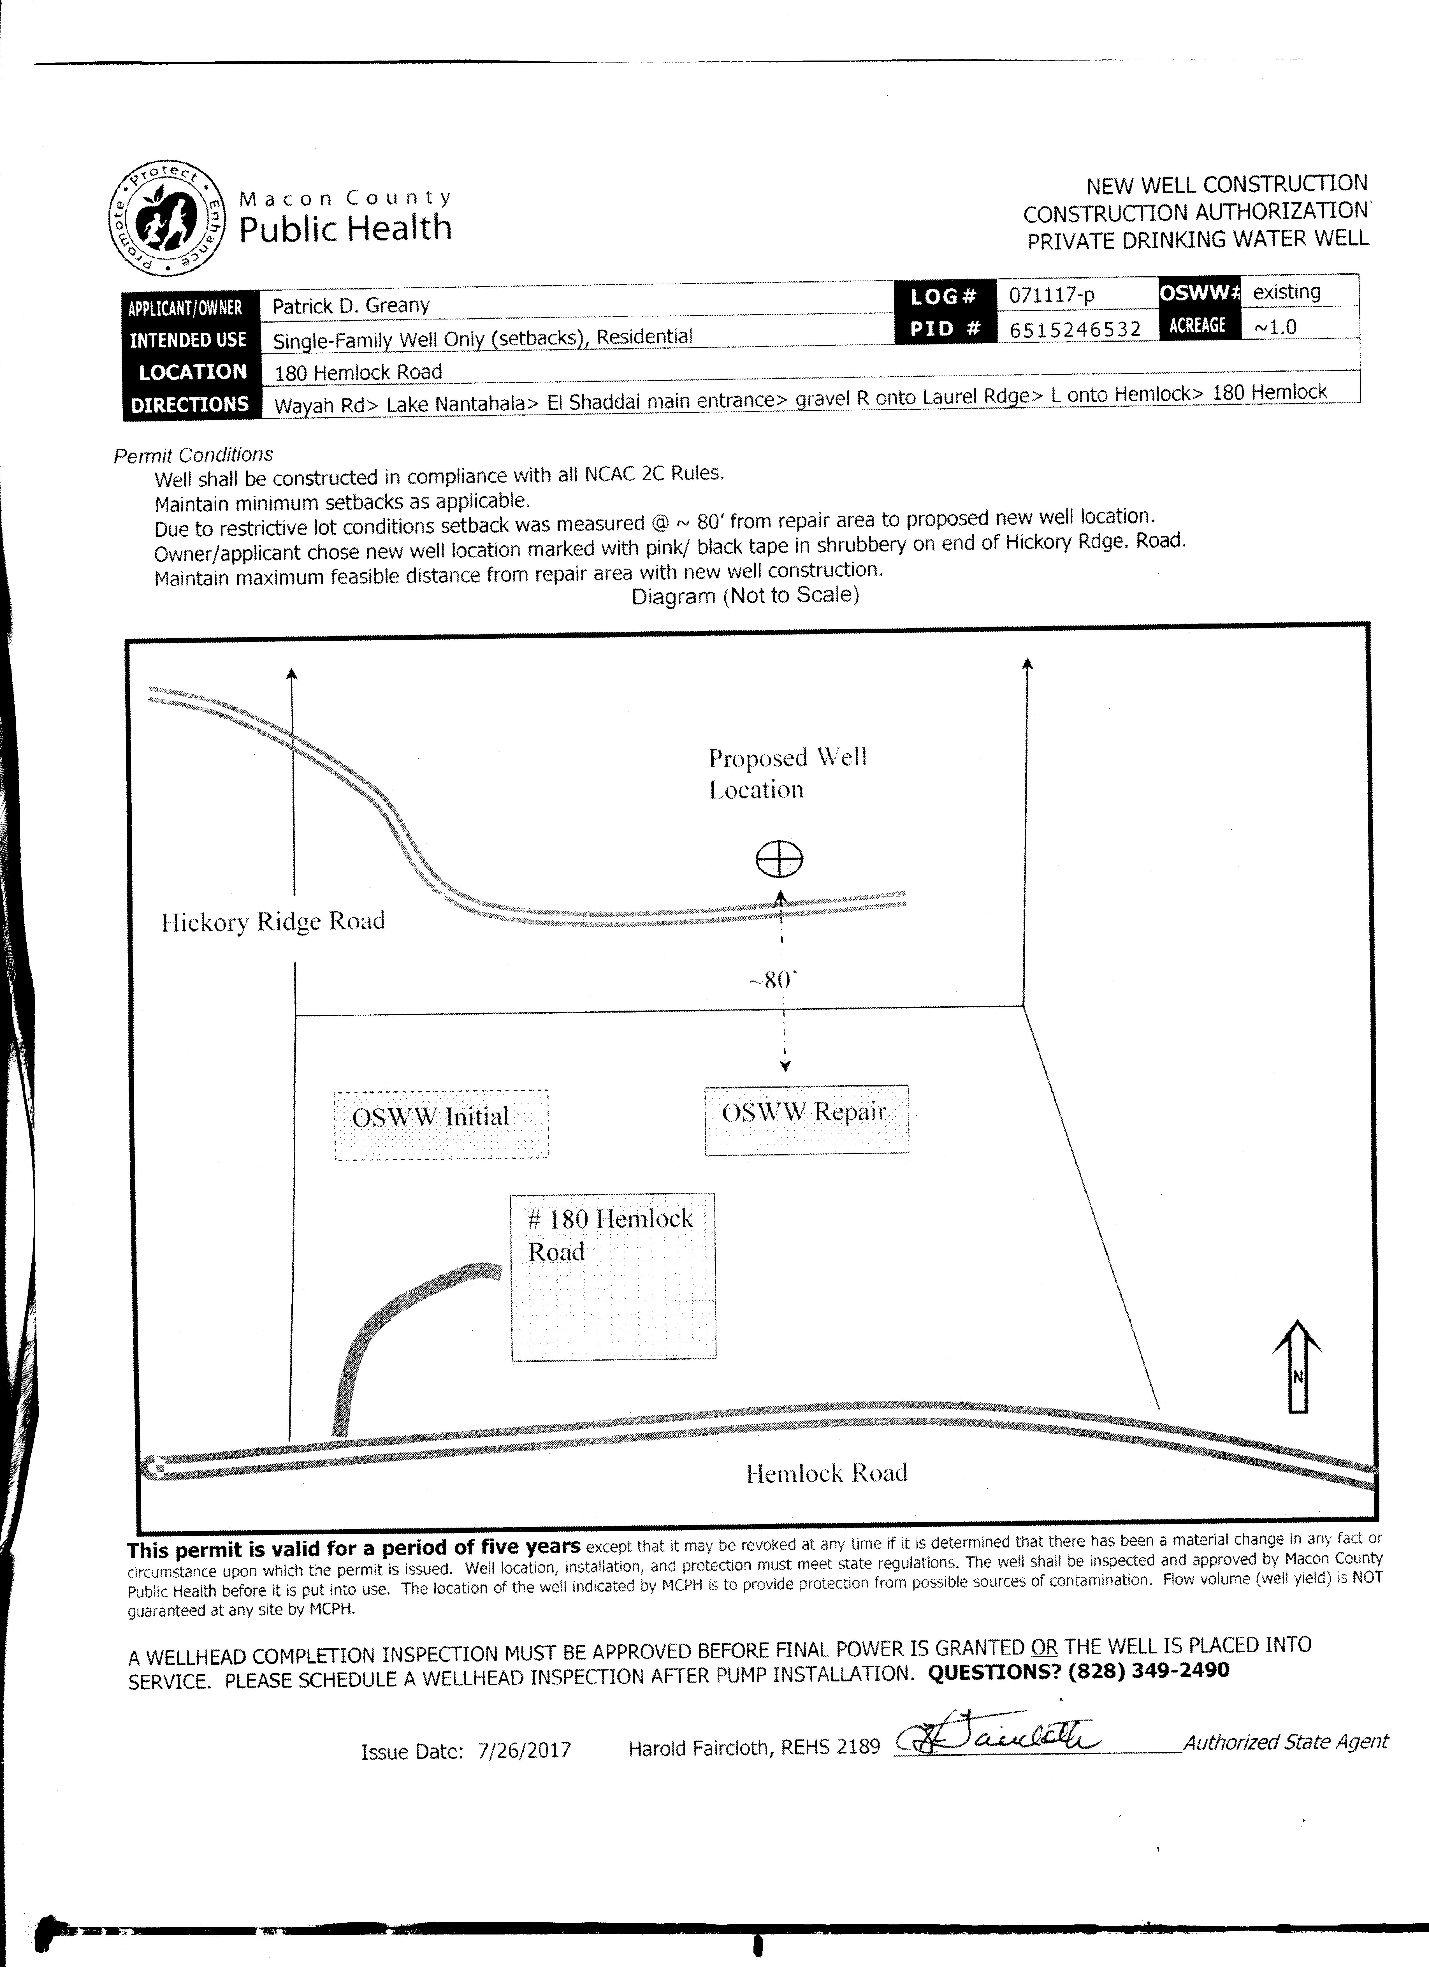 Promote • Protect • Enhance •
Macon County
Public Health
NEW WELL CONSTRUCTION
CONSTRUCTION AUTHORIZATION
PRIVATE DRINKING WATER WELL
APPLICANT/OWNER Patrick D. Greany LOG# 071117-p OSWW# existing
INTENDED USE Single-Family Well Only (setbacks), Residential PID # 6515246532 ACREAGE ~1.0
LOCATION 180 Hemlock Road
DIRECTIONS Wayah Rd> Lake Nantahala> El Shaddai main entrance> gravel R onto Laurel Rdge> L onto Hemlock> 180 Hemlock
Permit Conditions
Well shall be constructed in compliance with all NCAC 2C Rules.
Maintain minimum setbacks as applicable.
Due to restrictive lot conditions setback was measured @ ~ 80' from repair area to proposed new well location.
Owner/applicant chose new well location marked with pink/ black tape in shrubbery on end of Hickory Rdge. Road.
Maintain maximum feasible distance from repair area with new well construction.
Diagram (Not to Scale)
Proposed Well
Location
Hickory Ridge Road
~80'
OSWW Initial
OSWW Repair
# 180 Hemlock
Road
N
Hemlock Road
This permit is valid for a period of five years except that it may be revoked at any time if it is determined that there has been a material change in any fact or
circumstance upon which the permit is issued. Well location, installation, and protection must meet state regulations. The well shall be inspected and approved by Macon County
Public Health before it is put into use. The location of the well indicated by MCPH is to provide protection from possible sources of contamination. Flow volume (well yield) is NOT
guaranteed at any site by MCPH.
A WELLHEAD COMPLETION INSPECTION MUST BE APPROVED BEFORE FINAL POWER IS GRANTED OR THE WELL IS PLACED INTO
SERVICE. PLEASE SCHEDULE A WELLHEAD INSPECTION AFTER PUMP INSTALLATION. QUESTIONS? (828) 349-2490
Issue Date: 7/26/2017 Harold Faircloth, REHS 2189 H Faircloth Authorized State Agent